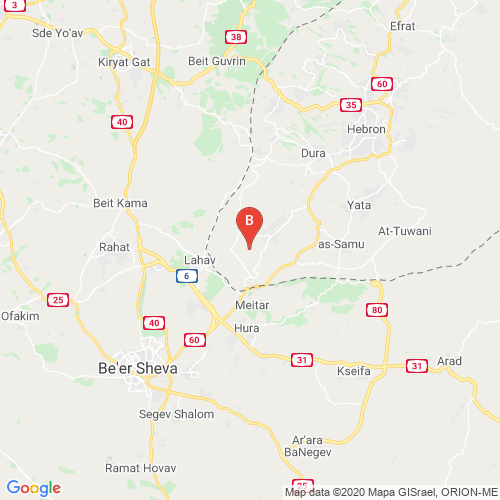 3
Sde Yo'av
Efrat
38
Beit Guvrin
Kiryat Gat
60
35
40
Hebron
Dura
Beit Kama
Yata
B
At-Tuwani
Rahat
as-Samu
Lahav
6
25
Meitar
80
Ofakim
40
Hura
60
31
Arad
Be'er Sheva
Kseifa
31
Segev Shalom
Ar'ara
BaNegev
Ramat Hovav
25
Google
Map data ©2020 Mapa GISrael, ORION-ME